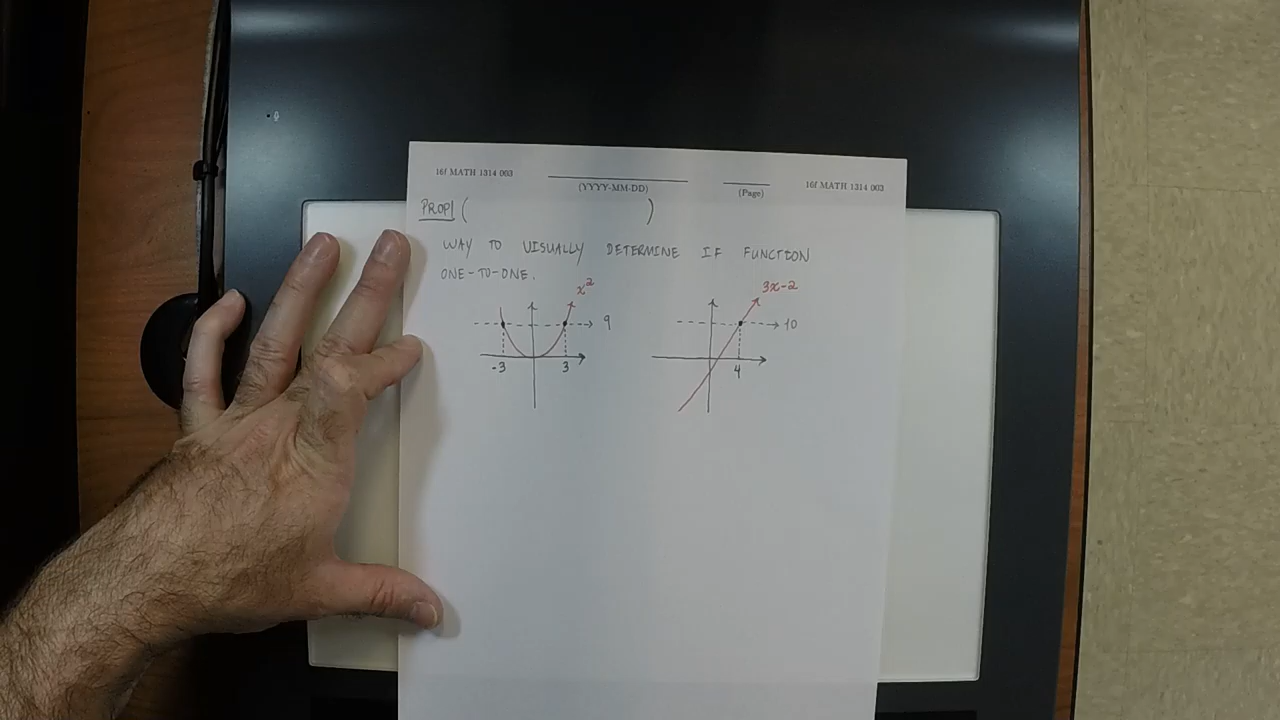 16f MATH 1314 003
(YYYY-MM-DD)
(Page)
16f MATH 1314 003
PROP| ( )
WAY TO VISUALLY DETERMINE IF FUNCTION
ONE-TO-ONE.
x²
9
-3 3
3x-2
10
4